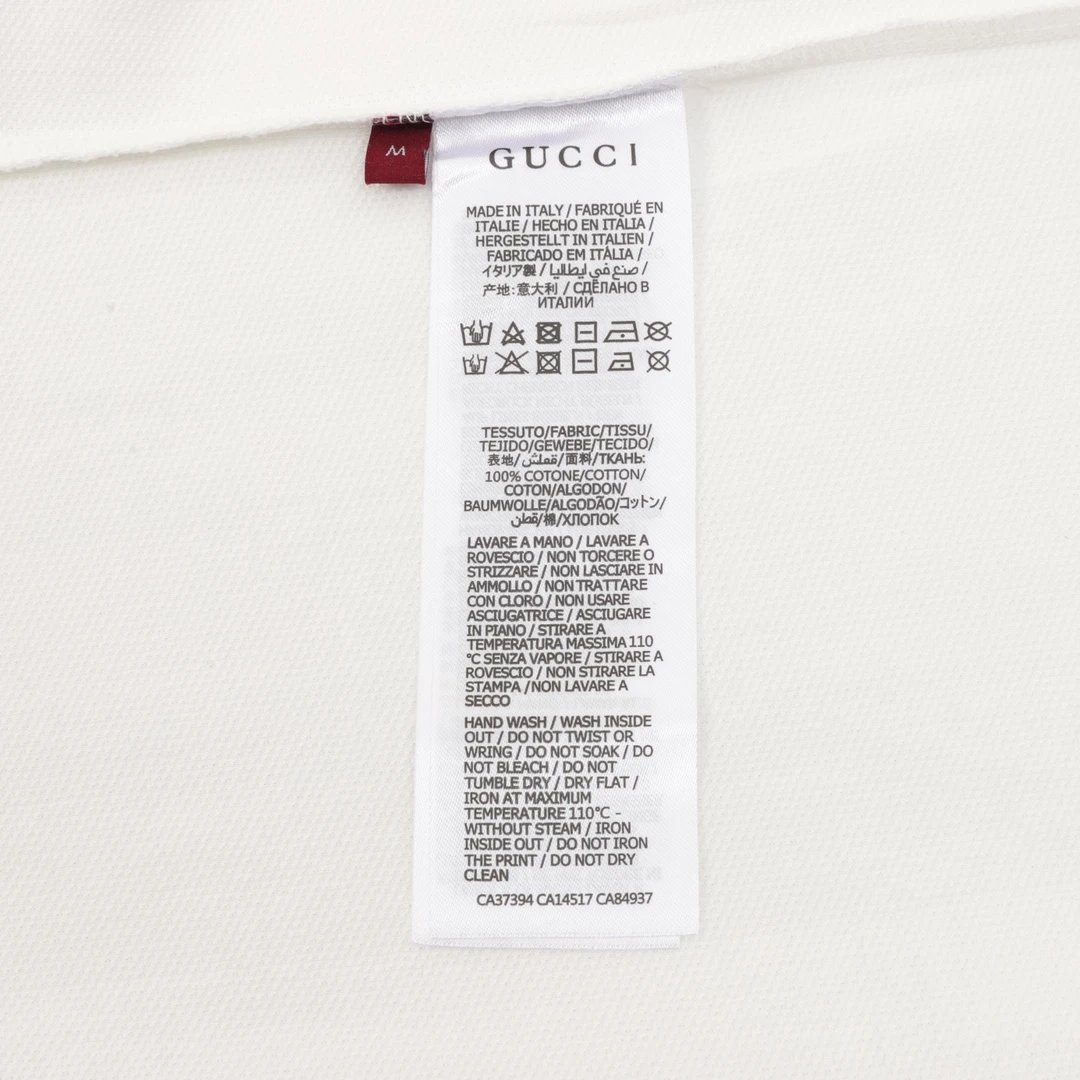 M
GUCCI
MADE IN ITALY / FABRIQUÉ EN
ITALIE / HECHO EN ITALIA /
HERGESTELLT IN ITALIEN /
FABRICADO EM ITÁLIA /
イタリア製 / صنع في ايطاليا /
产地:意大利 / СДЕЛАНО В
ИТАЛИИ
TESSUTO/FABRIC/TISSU/
TEJIDO/GEWEBE/TECIDO/
表地/قملش/面料/ТКАНЬ:
100% COTONE/COTTON/
COTON/ALGODON/
BAUMWOLLE/ALGODÃO/コットン/
قطن/棉/ХЛОПОК
LAVARE A MANO / LAVARE A
ROVESCIO / NON TORCERE O
STRIZZARE / NON LASCIARE IN
AMMOLLO / NON TRATTARE
CON CLORO / NON USARE
ASCIUGATRICE / ASCIUGARE
IN PIANO / STIRARE A
TEMPERATURA MASSIMA 110
°C SENZA VAPORE / STIRARE A
ROVESCIO / NON STIRARE LA
STAMPA /NON LAVARE A
SECCO
HAND WASH / WASH INSIDE
OUT / DO NOT TWIST OR
WRING / DO NOT SOAK / DO
NOT BLEACH / DO NOT
TUMBLE DRY / DRY FLAT /
IRON AT MAXIMUM
TEMPERATURE 110°C -
WITHOUT STEAM / IRON
INSIDE OUT / DO NOT IRON
THE PRINT / DO NOT DRY
CLEAN
CA37394 CA14517 CA84937